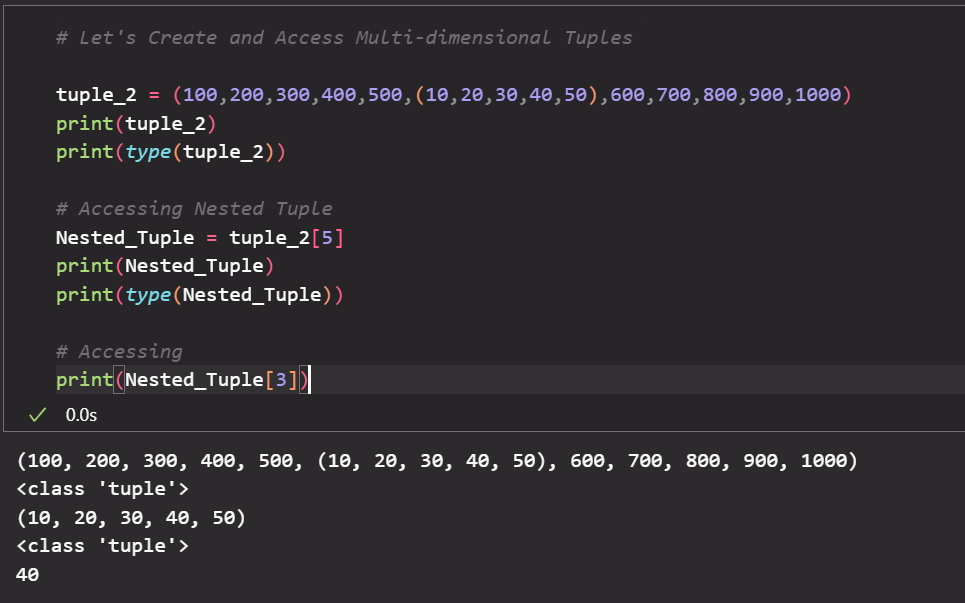 # Let's Create and Access Multi-dimensional Tuples
tuple_2 = (100,200,300,400,500,(10,20,30,40,50),600,700,800,900,1000)
print(tuple_2)
print(type(tuple_2))
# Accessing Nested Tuple
Nested_Tuple = tuple_2[5]
print(Nested_Tuple)
print(type(Nested_Tuple))
# Accessing
print(Nested_Tuple[3])
✓ 0.0s
(100, 200, 300, 400, 500, (10, 20, 30, 40, 50), 600, 700, 800, 900, 1000)
<class 'tuple'>
(10, 20, 30, 40, 50)
<class 'tuple'>
40